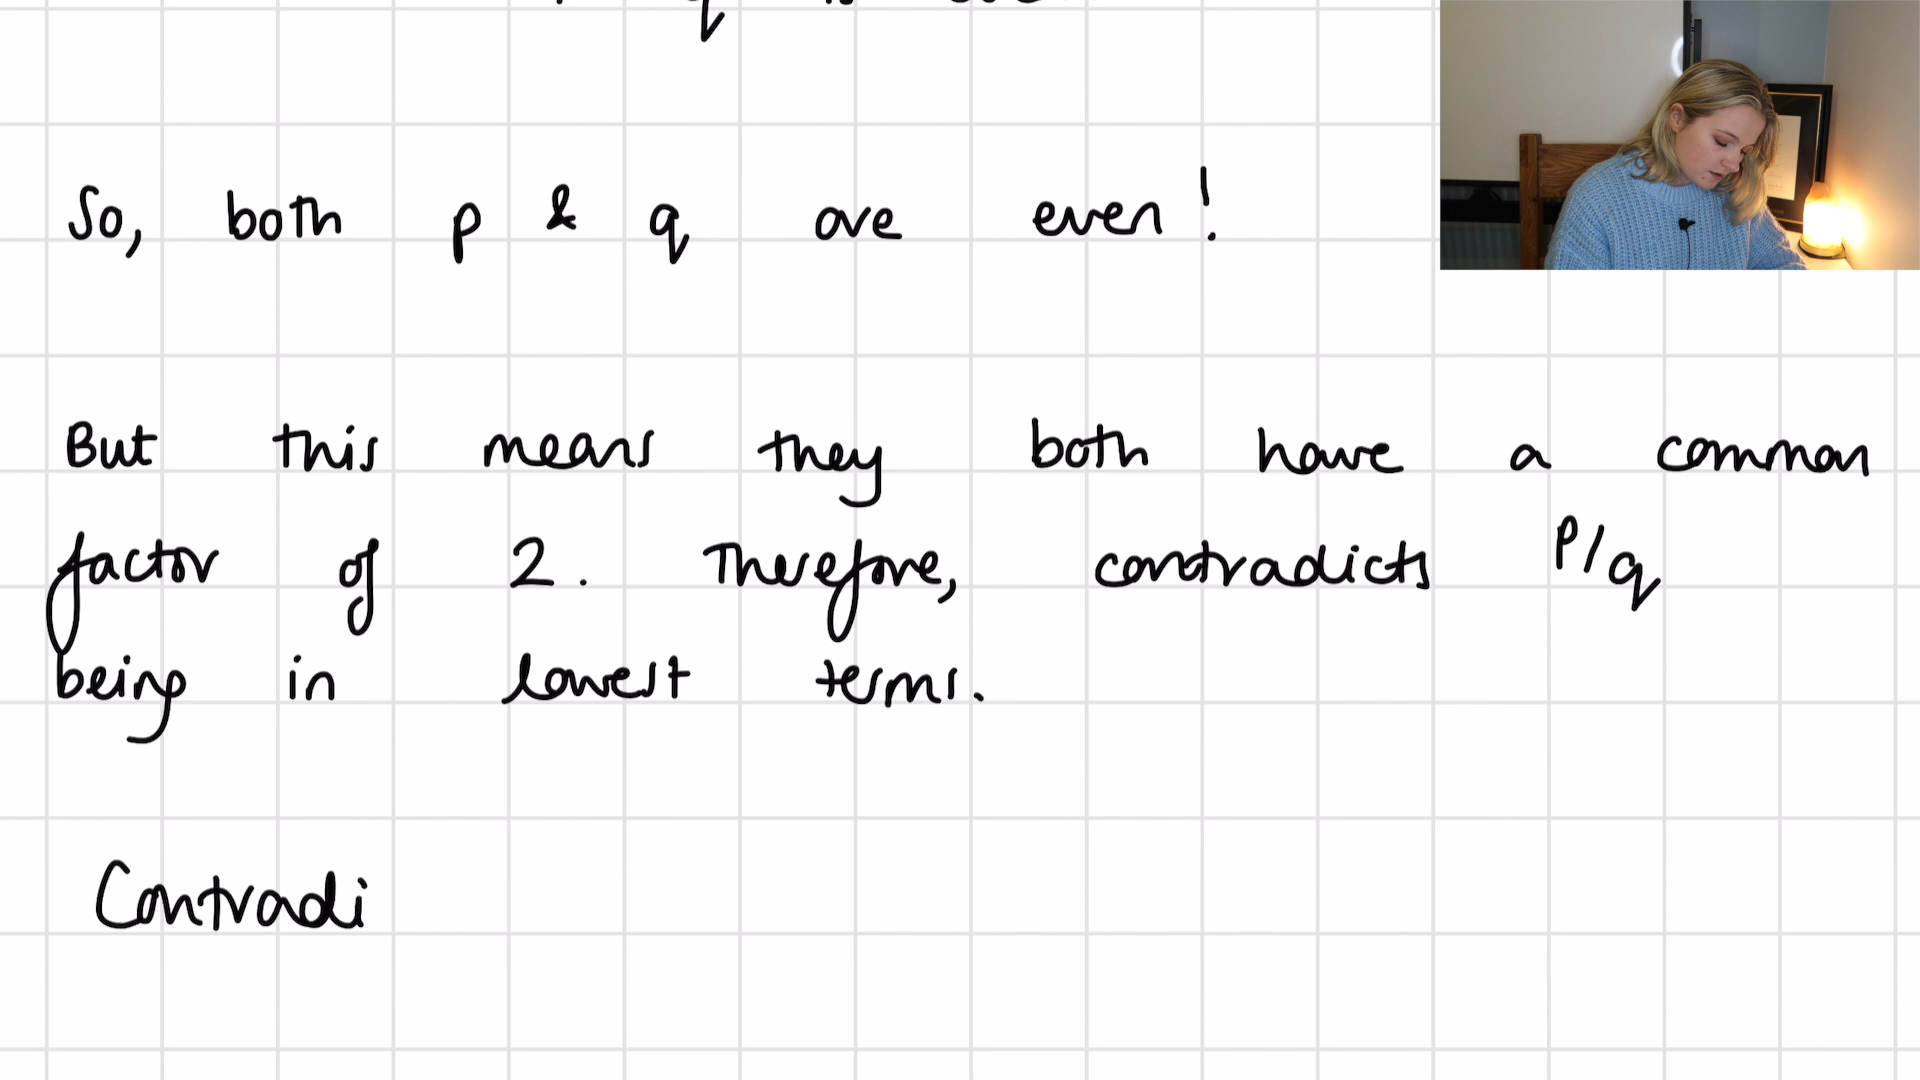 So, both p & q are even!
But this means they both have a common
factor of 2. Therefore, contradicts p/q
being in lowest terms.
Contradi